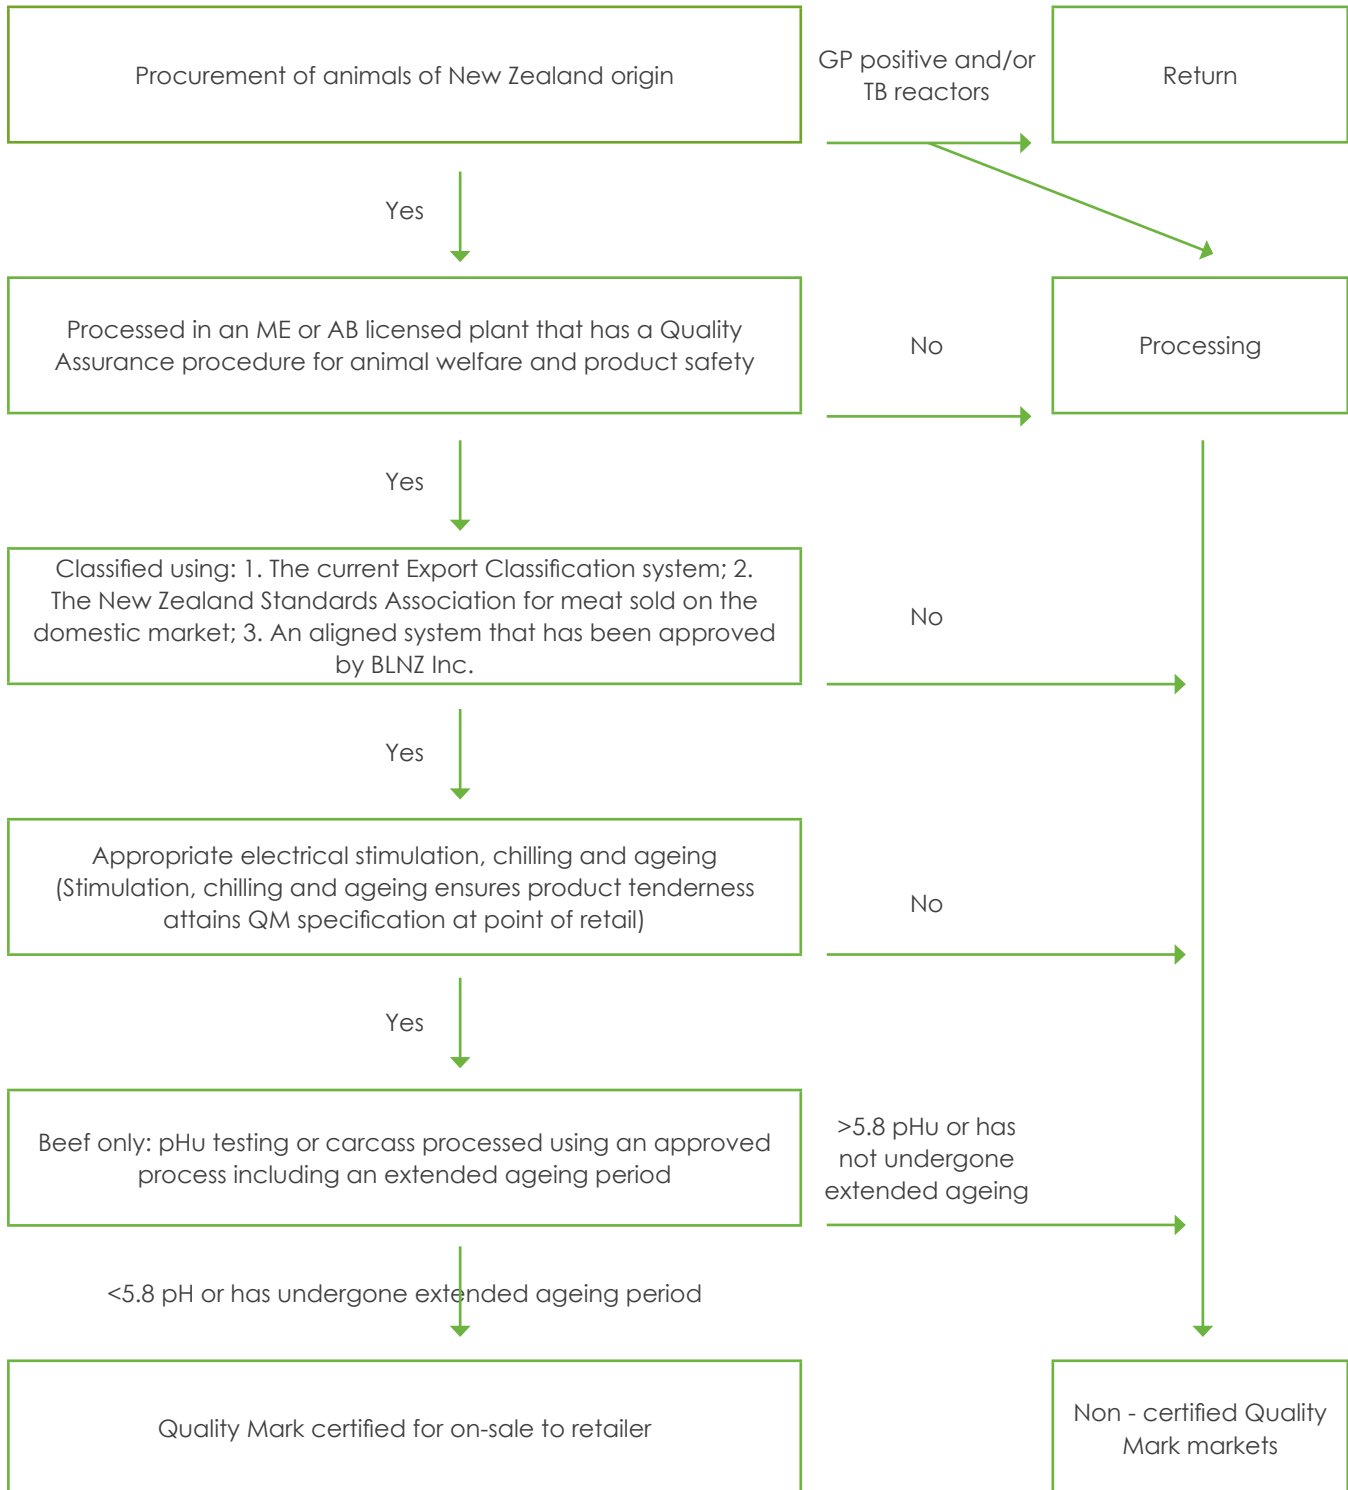 Procurement of animals of New Zealand origin
GP positive and/or
TB reactors
Return
Yes
Processed in an ME or AB licensed plant that has a Quality
Assurance procedure for animal welfare and product safety
No
Processing
Yes
Classified using: 1. The current Export Classification system; 2.
The New Zealand Standards Association for meat sold on the
domestic market; 3. An aligned system that has been approved
by BLNZ Inc.
No
Yes
Appropriate electrical stimulation, chilling and ageing
(Stimulation, chilling and ageing ensures product tenderness
attains QM specification at point of retail)
No
Yes
Beef only: pHu testing or carcass processed using an approved
process including an extended ageing period
>5.8 pHu or has
not undergone
extended ageing
<5.8 pH or has undergone extended ageing period
Quality Mark certified for on-sale to retailer
Non - certified Quality
Mark markets